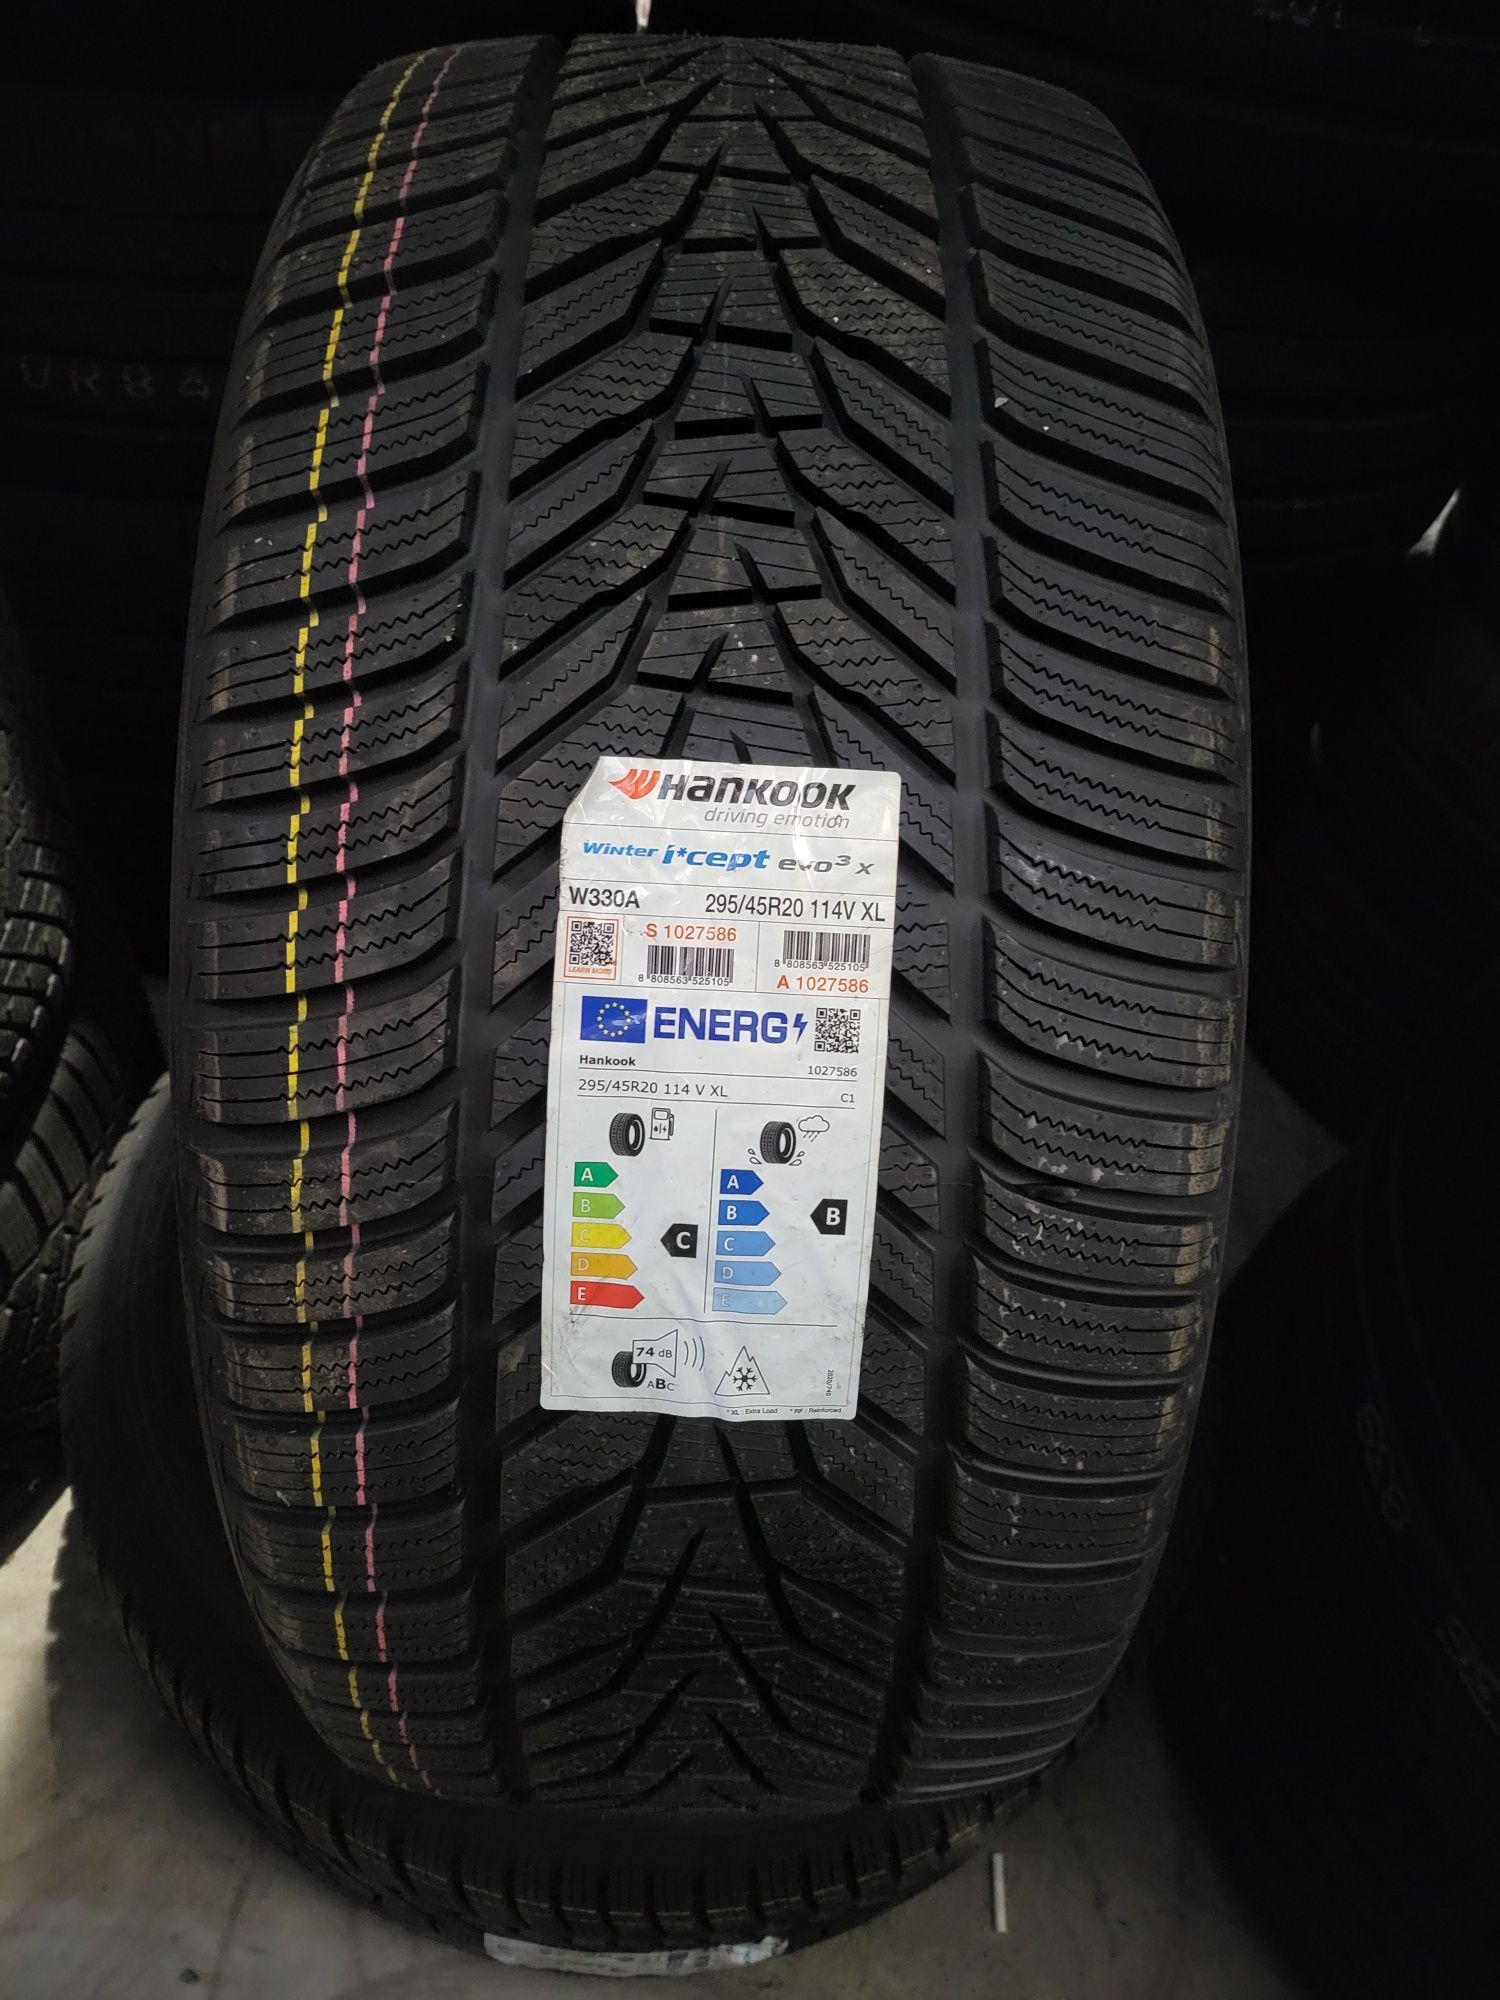 Hankook
driving emotion
Winter i*cept evo³ x
W330A 295/45R20 114V XL
S 1027586
LEARN MORE
8 808563 525105
8 808563 525105
A 1027586
ENERG
Hankook
1027586
295/45R20 114 V XL
C1
A
B
C
D
E
C
A
B
C
D
E
B
74 dB
ABC
2020/740
* XL : Extra Load * RF : Reinforced